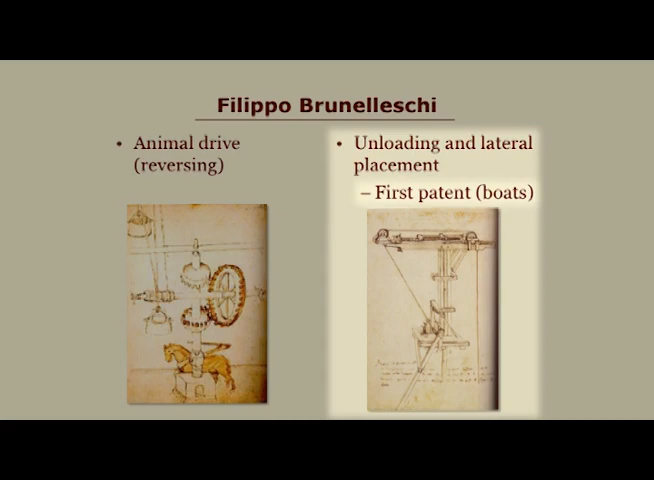 Filippo Brunelleschi
• Animal drive
(reversing)
• Unloading and lateral
placement
– First patent (boats)